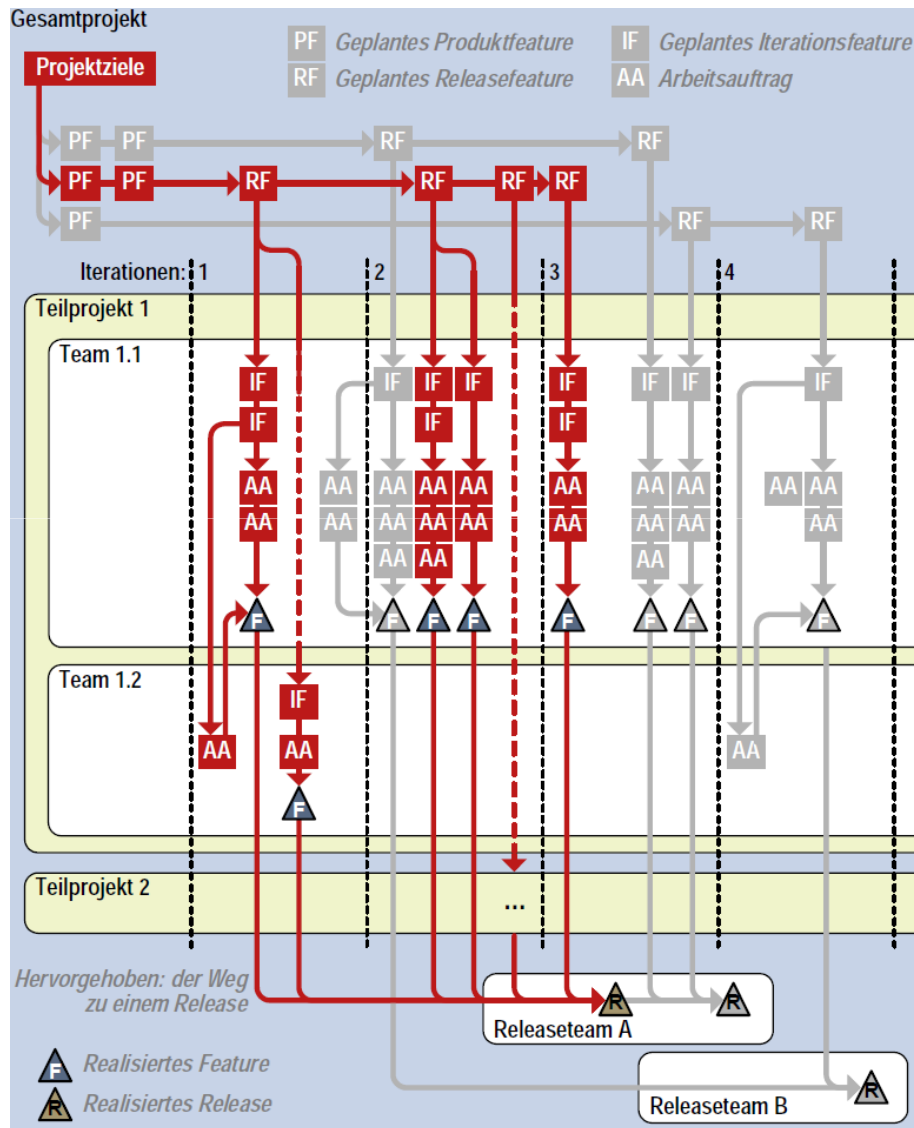 Gesamtprojekt
Projektziele
PF Geplantes Produktfeature
IF Geplantes Iterationsfeature
RF Geplantes Releasefeature
AA Arbeitsauftrag
PF PF RF RF
PF PF RF RF RF RF
PF RF RF
Iterationen: 1 2 3 4
Teilprojekt 1
Team 1.1
IF IF IF IF IF IF IF IF
IF IF IF
AA AA AA AA AA AA AA AA AA AA
AA AA AA AA AA AA AA AA AA
AA AA AA
F F F F F F F F
Team 1.2
IF
AA AA AA
F
Teilprojekt 2
...
Hervorgehoben: der Weg
zu einem Release
R R
Releaseteam A
F Realisiertes Feature
R
R Realisiertes Release
Releaseteam B